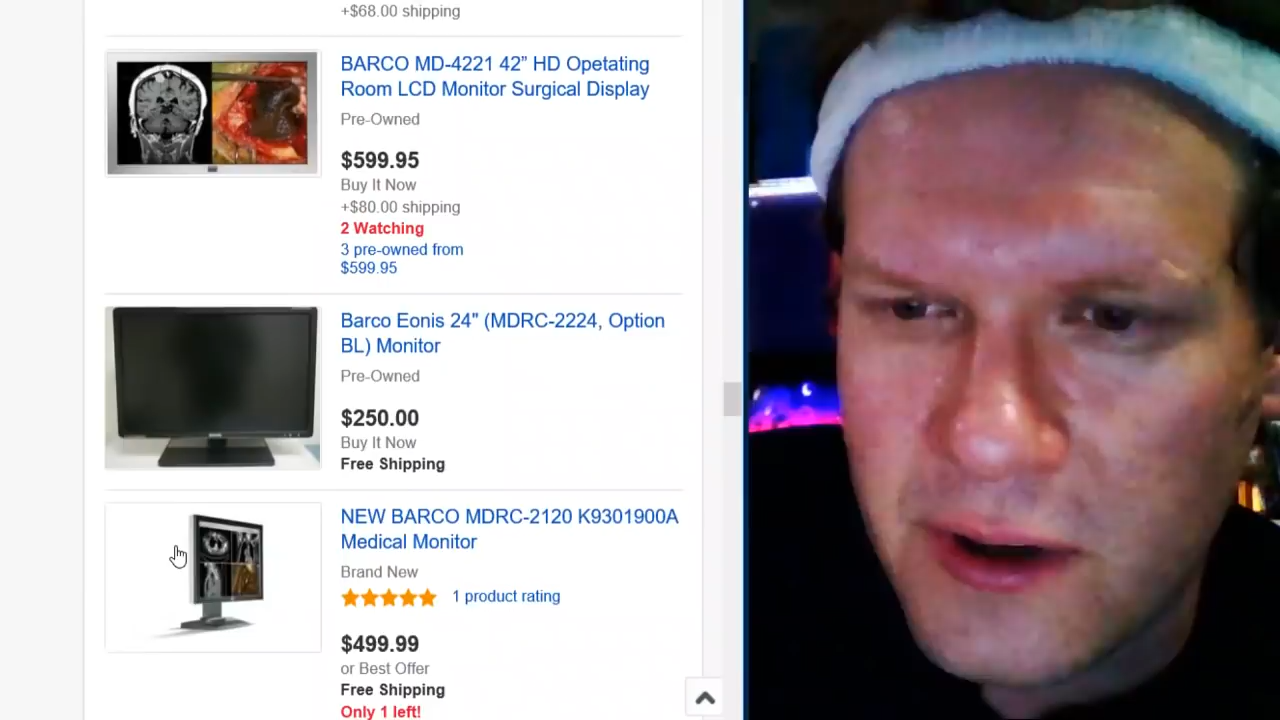 +$68.00 shipping
BARCO MD-4221 42” HD Opetating
Room LCD Monitor Surgical Display
Pre-Owned
$599.95
Buy It Now
+$80.00 shipping
2 Watching
3 pre-owned from
$599.95
Barco Eonis 24" (MDRC-2224, Option
BL) Monitor
Pre-Owned
$250.00
Buy It Now
Free Shipping
NEW BARCO MDRC-2120 K9301900A
Medical Monitor
Brand New
1 product rating
$499.99
or Best Offer
Free Shipping
Only 1 left!